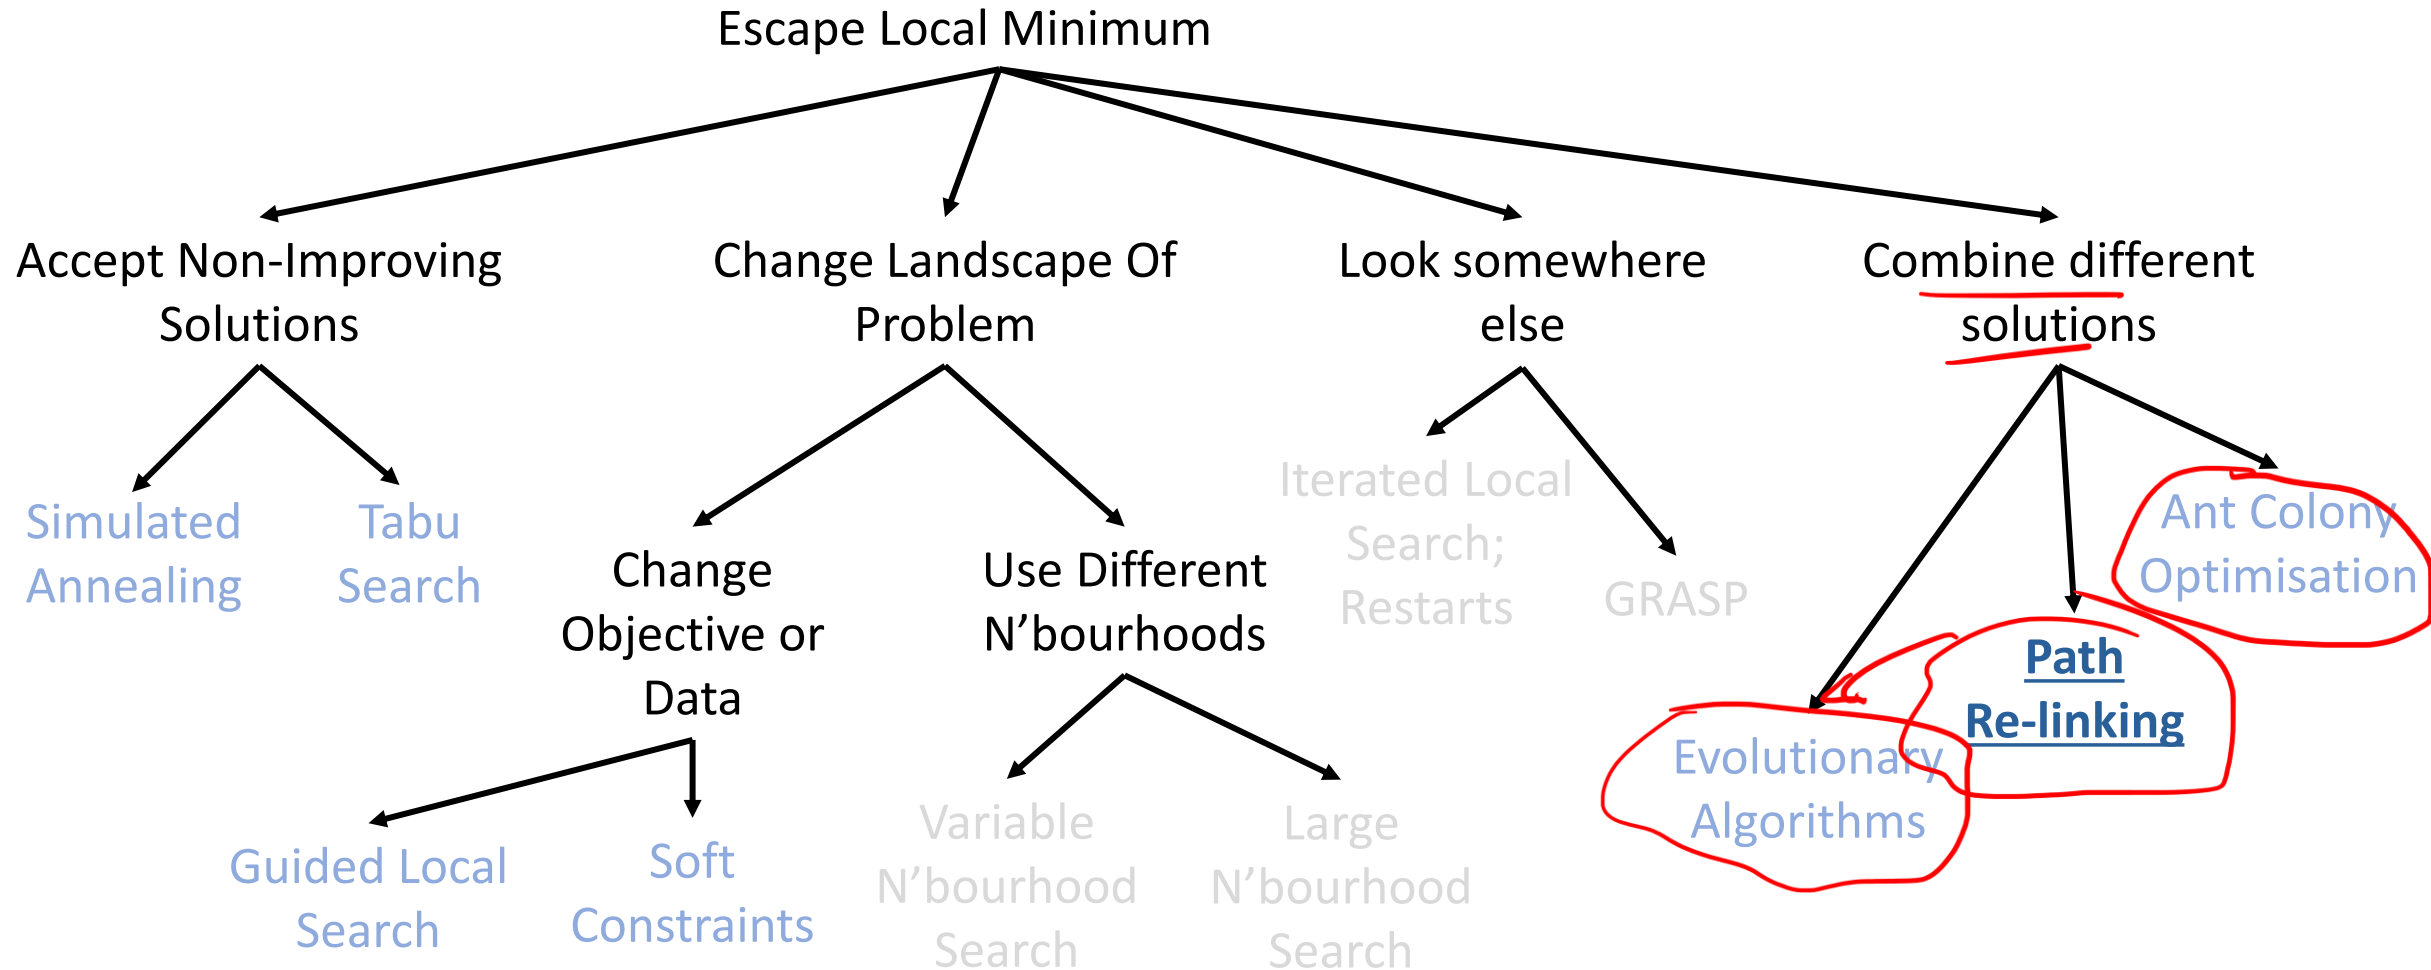 Escape Local Minimum
Accept Non-Improving
Solutions
Change Landscape Of
Problem
Look somewhere
else
Combine different
solutions
Simulated
Annealing
Tabu
Search
Change
Objective or
Data
Use Different
N’bourhoods
Iterated Local
Search;
Restarts
GRASP
Ant Colony
Optimisation
Path
Re-linking
Evolutionary
Algorithms
Guided Local
Search
Soft
Constraints
Variable
N’bourhood
Search
Large
N’bourhood
Search